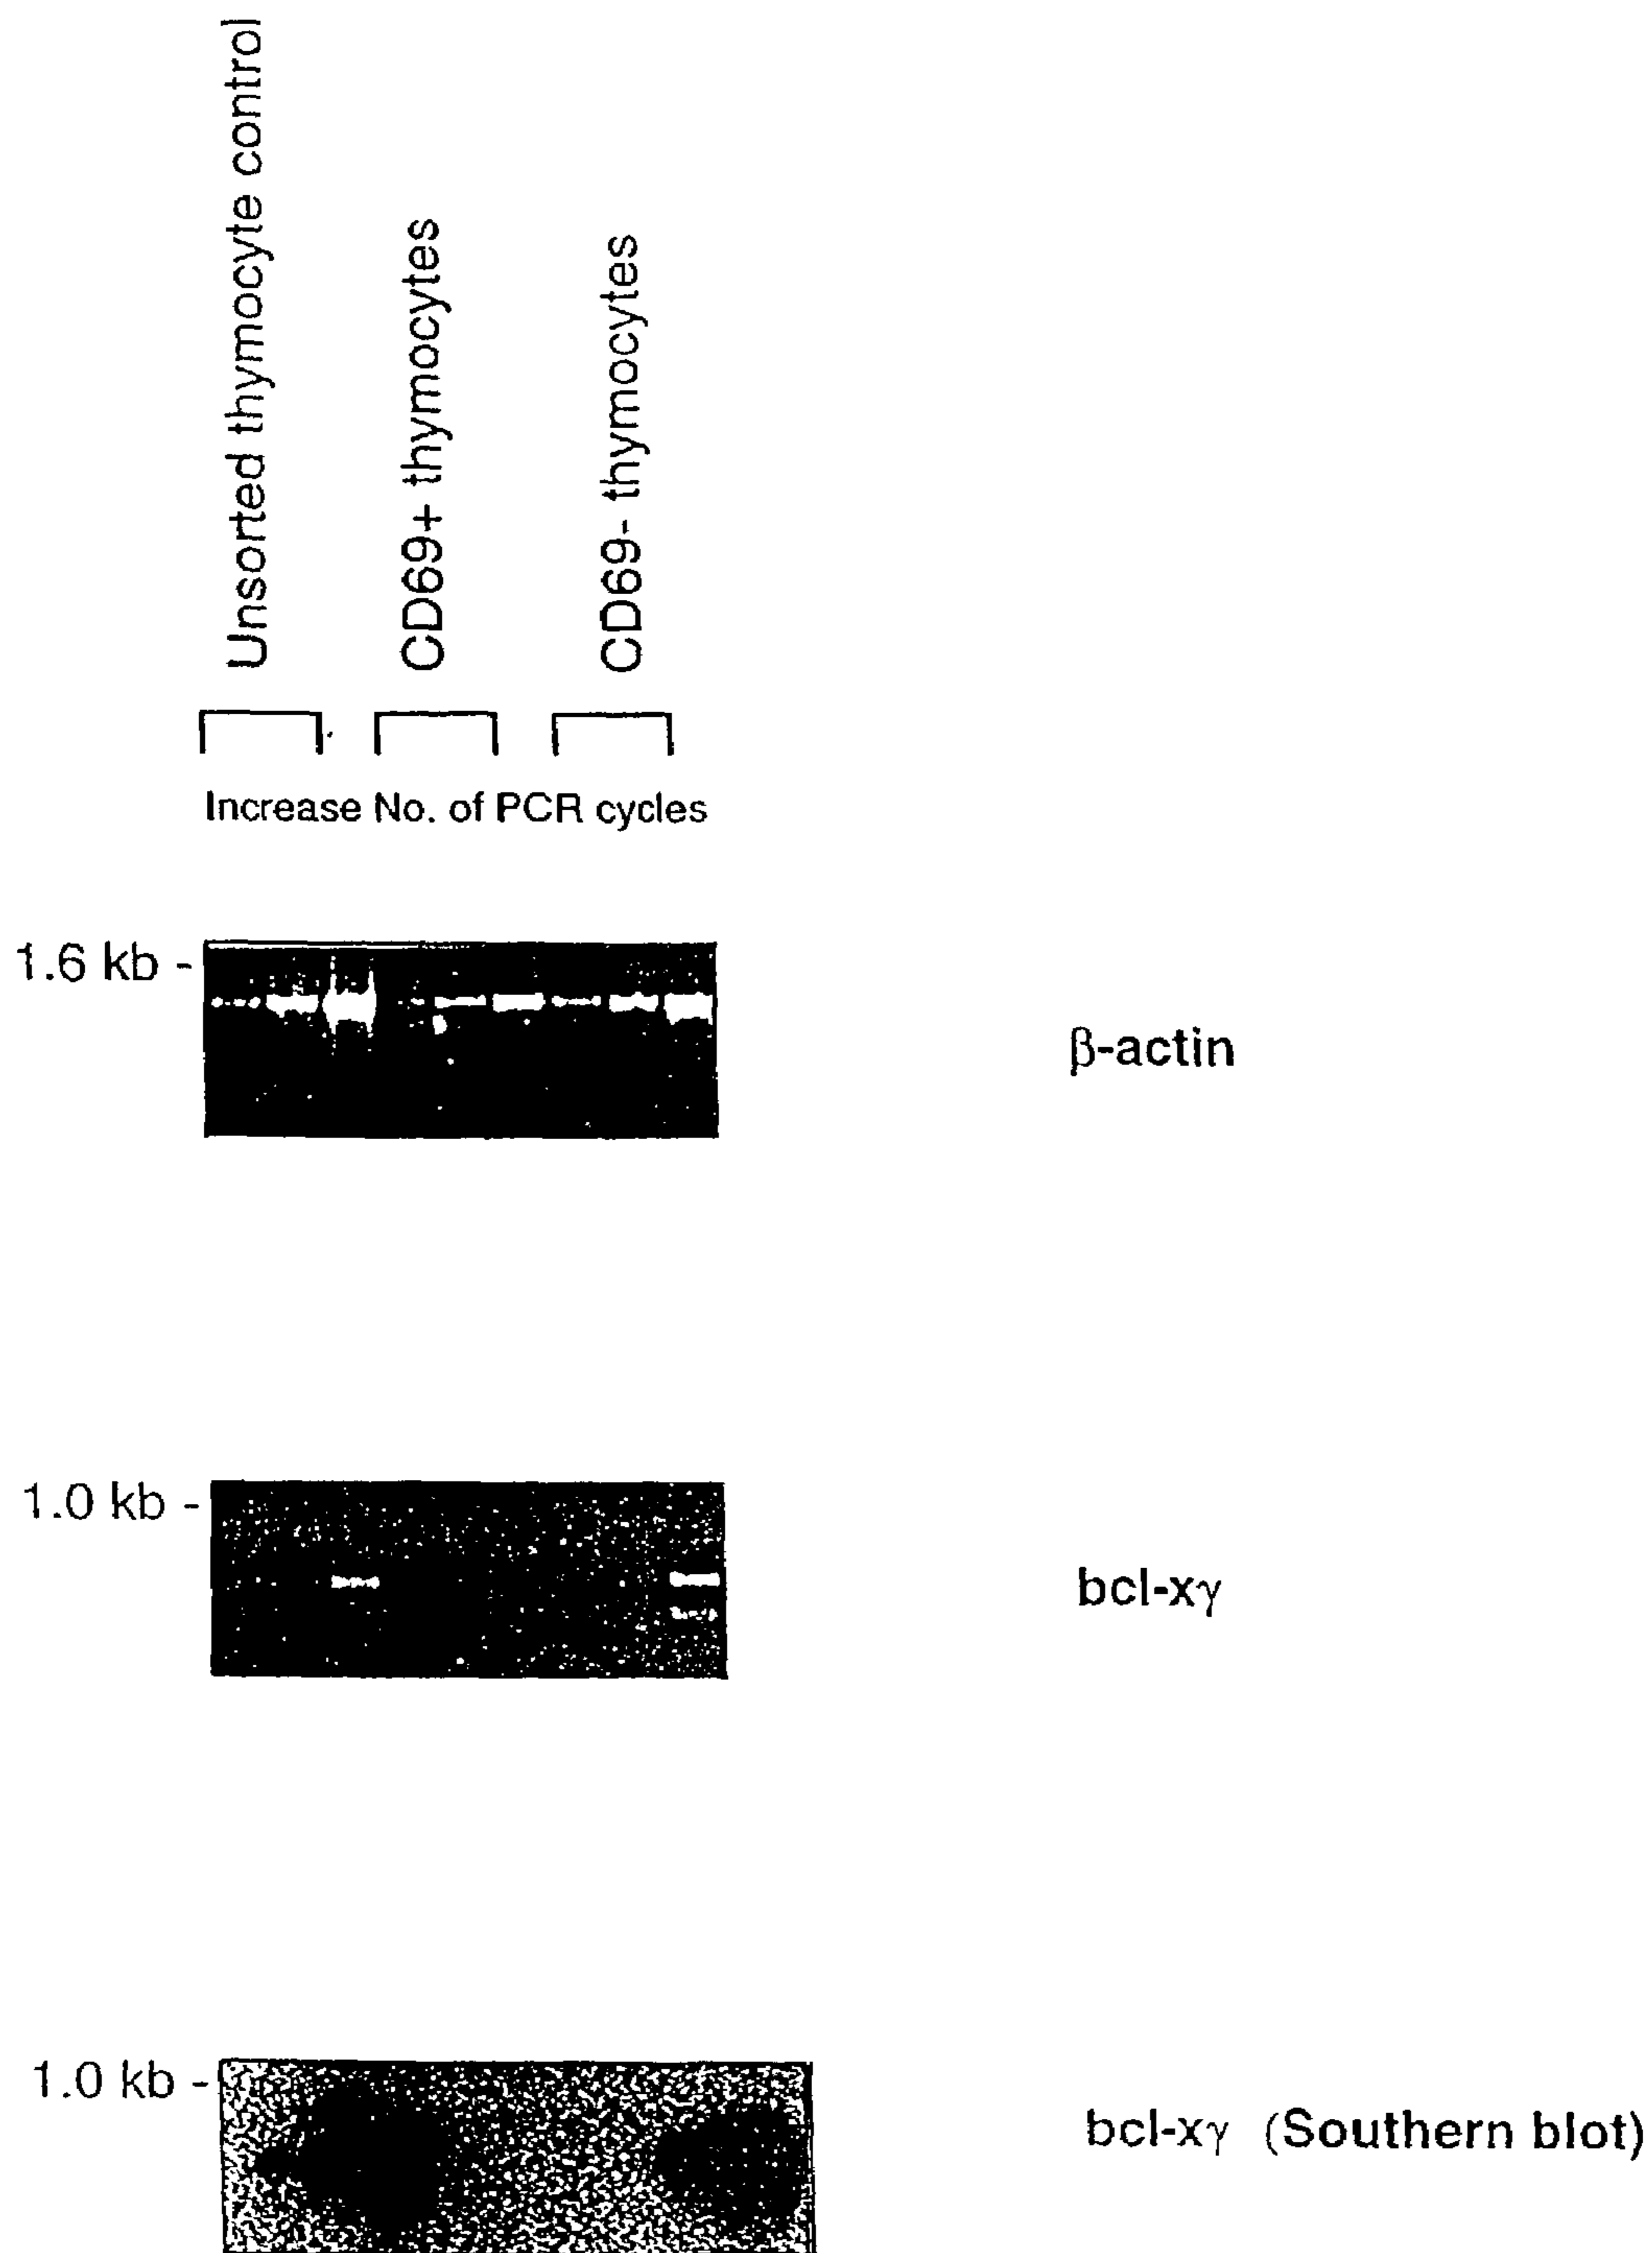 Unsorted thymocyte control
CD69+ thymocytes
CD69- thymocytes
Increase No. of PCR cycles
1.6 kb -
β-actin
1.0 kb -
bcl-xγ
1.0 kb -
bcl-xγ (Southern blot)